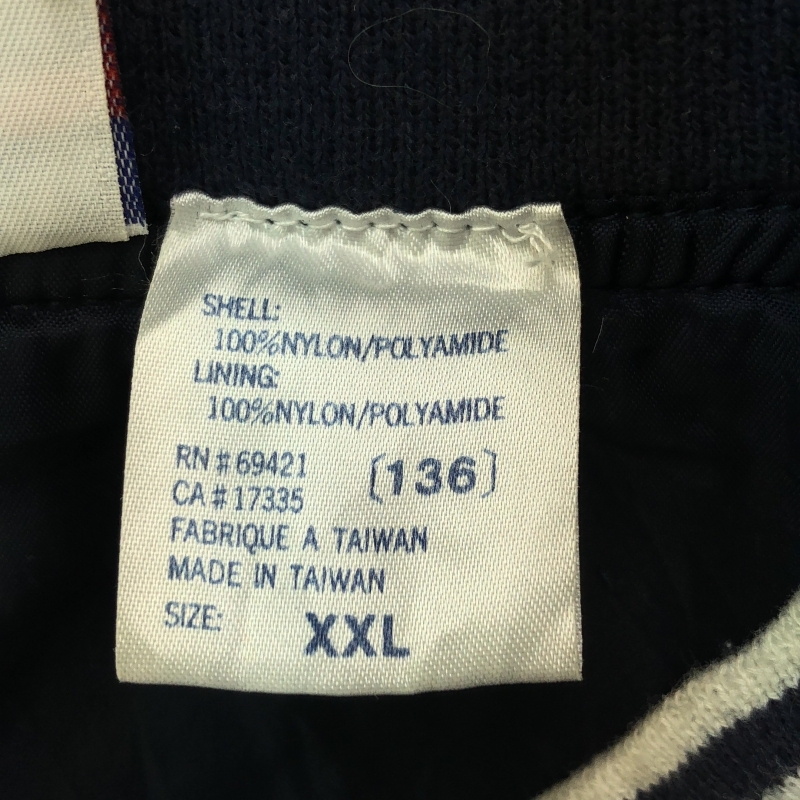 SHELL:
100%NYLON/POLYAMIDE
LINING:
100%NYLON/POLYAMIDE
RN#69421 [136]
CA#17335
FABRIQUE A TAIWAN
MADE IN TAIWAN
SIZE: XXL